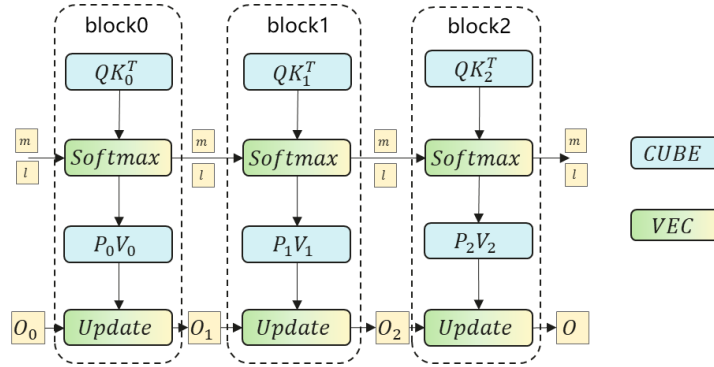 block0 block1 block2
QK_0^T QK_1^T QK_2^T
m m m m
Softmax Softmax Softmax CUBE
l l l l
VEC
P_0V_0 P_1V_1 P_2V_2
O_0 Update O_1 Update O_2 Update O